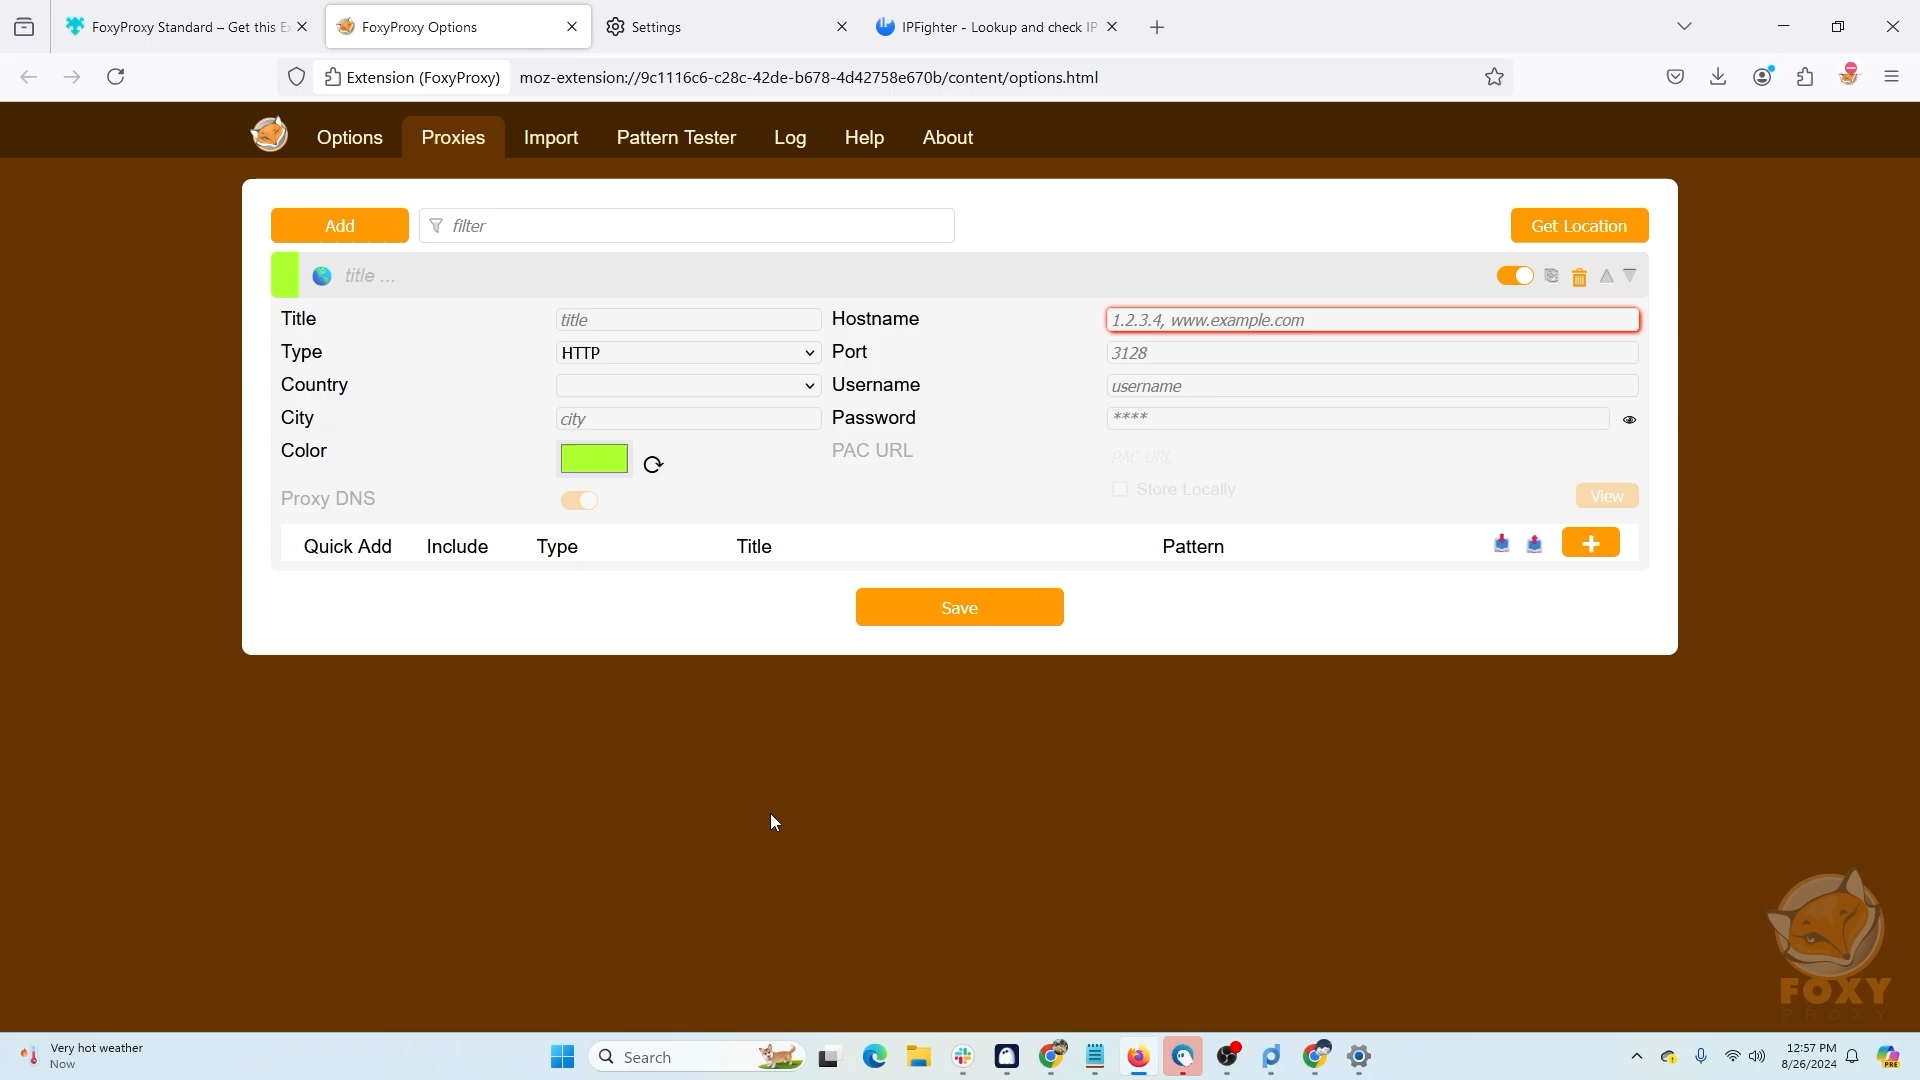 FoxyProxy Standard – Get this E
FoxyProxy Options
Settings
IPFighter - Lookup and check IP
Extension (FoxyProxy)
moz-extension://9c1116c6-c28c-42de-b678-4d42758e670b/content/options.html
Options
Proxies
Import
Pattern Tester
Log
Help
About
Add
filter
Get Location
title ...
Title
title
Hostname
1.2.3.4, www.example.com
Type
HTTP
Port
3128
Country
Username
username
City
city
Password
****
Color
PAC URL
PAC URL
Store Locally
View
Proxy DNS
Quick Add
Include
Type
Title
Pattern
Save
FOXY
PROXY
Very hot weather
Now
Search
12:57 PM
8/26/2024
PRE